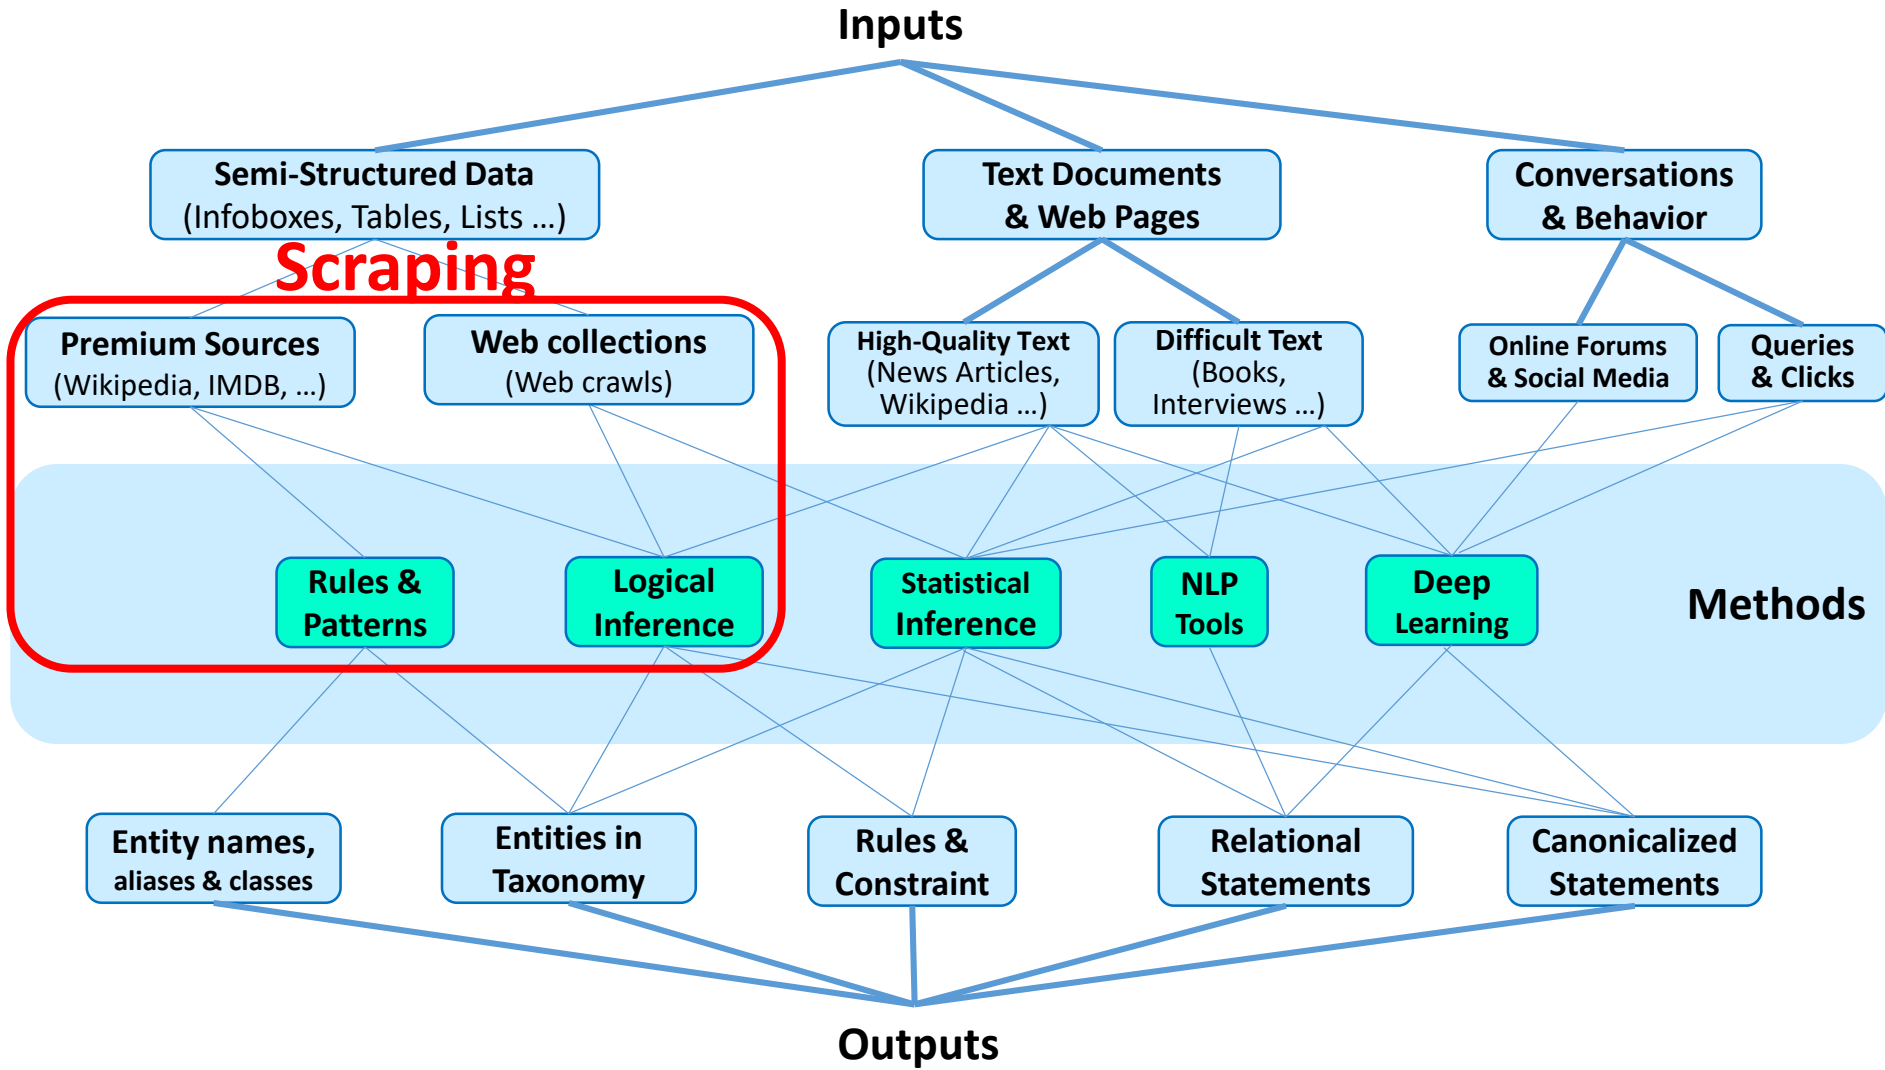 Inputs
Semi-Structured Data
(Infoboxes, Tables, Lists ...)
Text Documents
& Web Pages
Conversations
& Behavior
Scraping
Premium Sources
(Wikipedia, IMDB, ...)
Web collections
(Web crawls)
High-Quality Text
(News Articles,
Wikipedia ...)
Difficult Text
(Books,
Interviews ...)
Online Forums
& Social Media
Queries
& Clicks
Rules &
Patterns
Logical
Inference
Statistical
Inference
NLP
Tools
Deep
Learning
Methods
Entity names,
aliases & classes
Entities in
Taxonomy
Rules &
Constraint
Relational
Statements
Canonicalized
Statements
Outputs